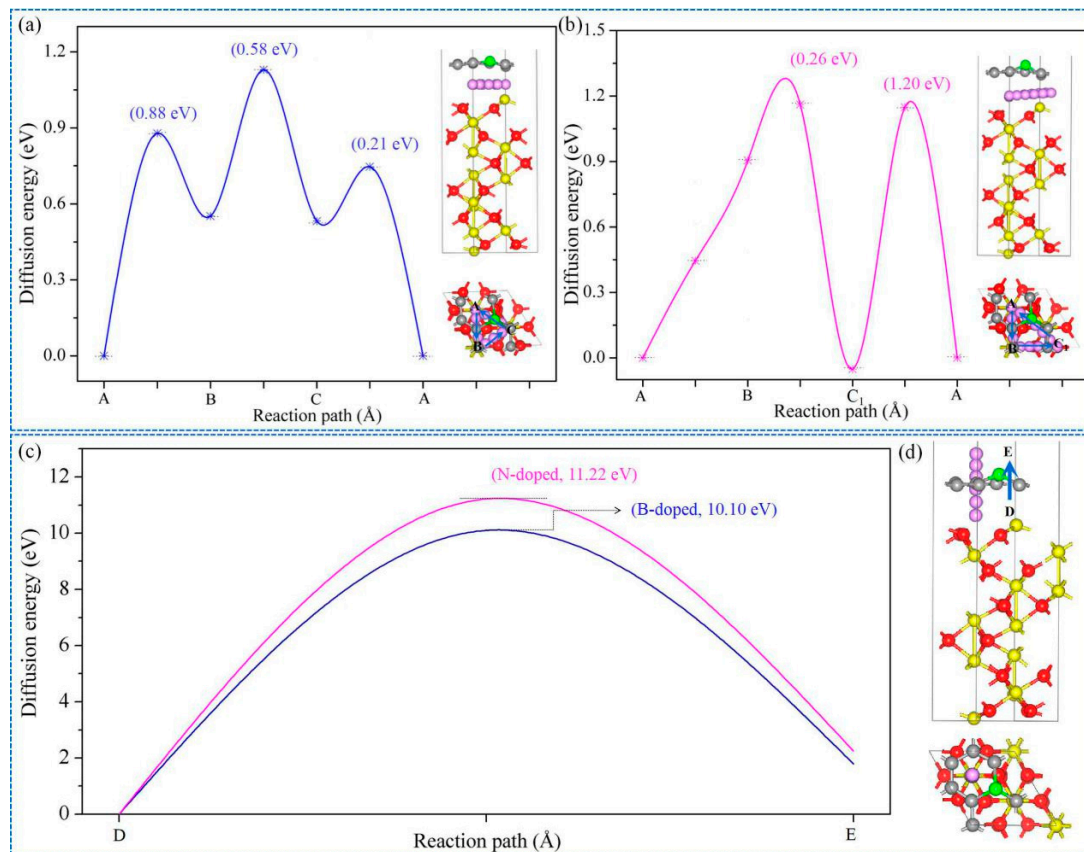 (a)
Diffusion energy (eV)
1.2
0.9
0.6
0.3
0.0
(0.88 eV)
(0.58 eV)
(0.21 eV)
A
B
C
A
Reaction path (Å)
A
B
C
(b)
Diffusion energy (eV)
1.5
1.2
0.9
0.6
0.3
0.0
(0.26 eV)
(1.20 eV)
A
B
C₁
A
Reaction path (Å)
A
B
C₁
(c)
Diffusion energy (eV)
12
10
8
6
4
2
0
(N-doped, 11.22 eV)
(B-doped, 10.10 eV)
D
E
Reaction path (Å)
(d)
E
D